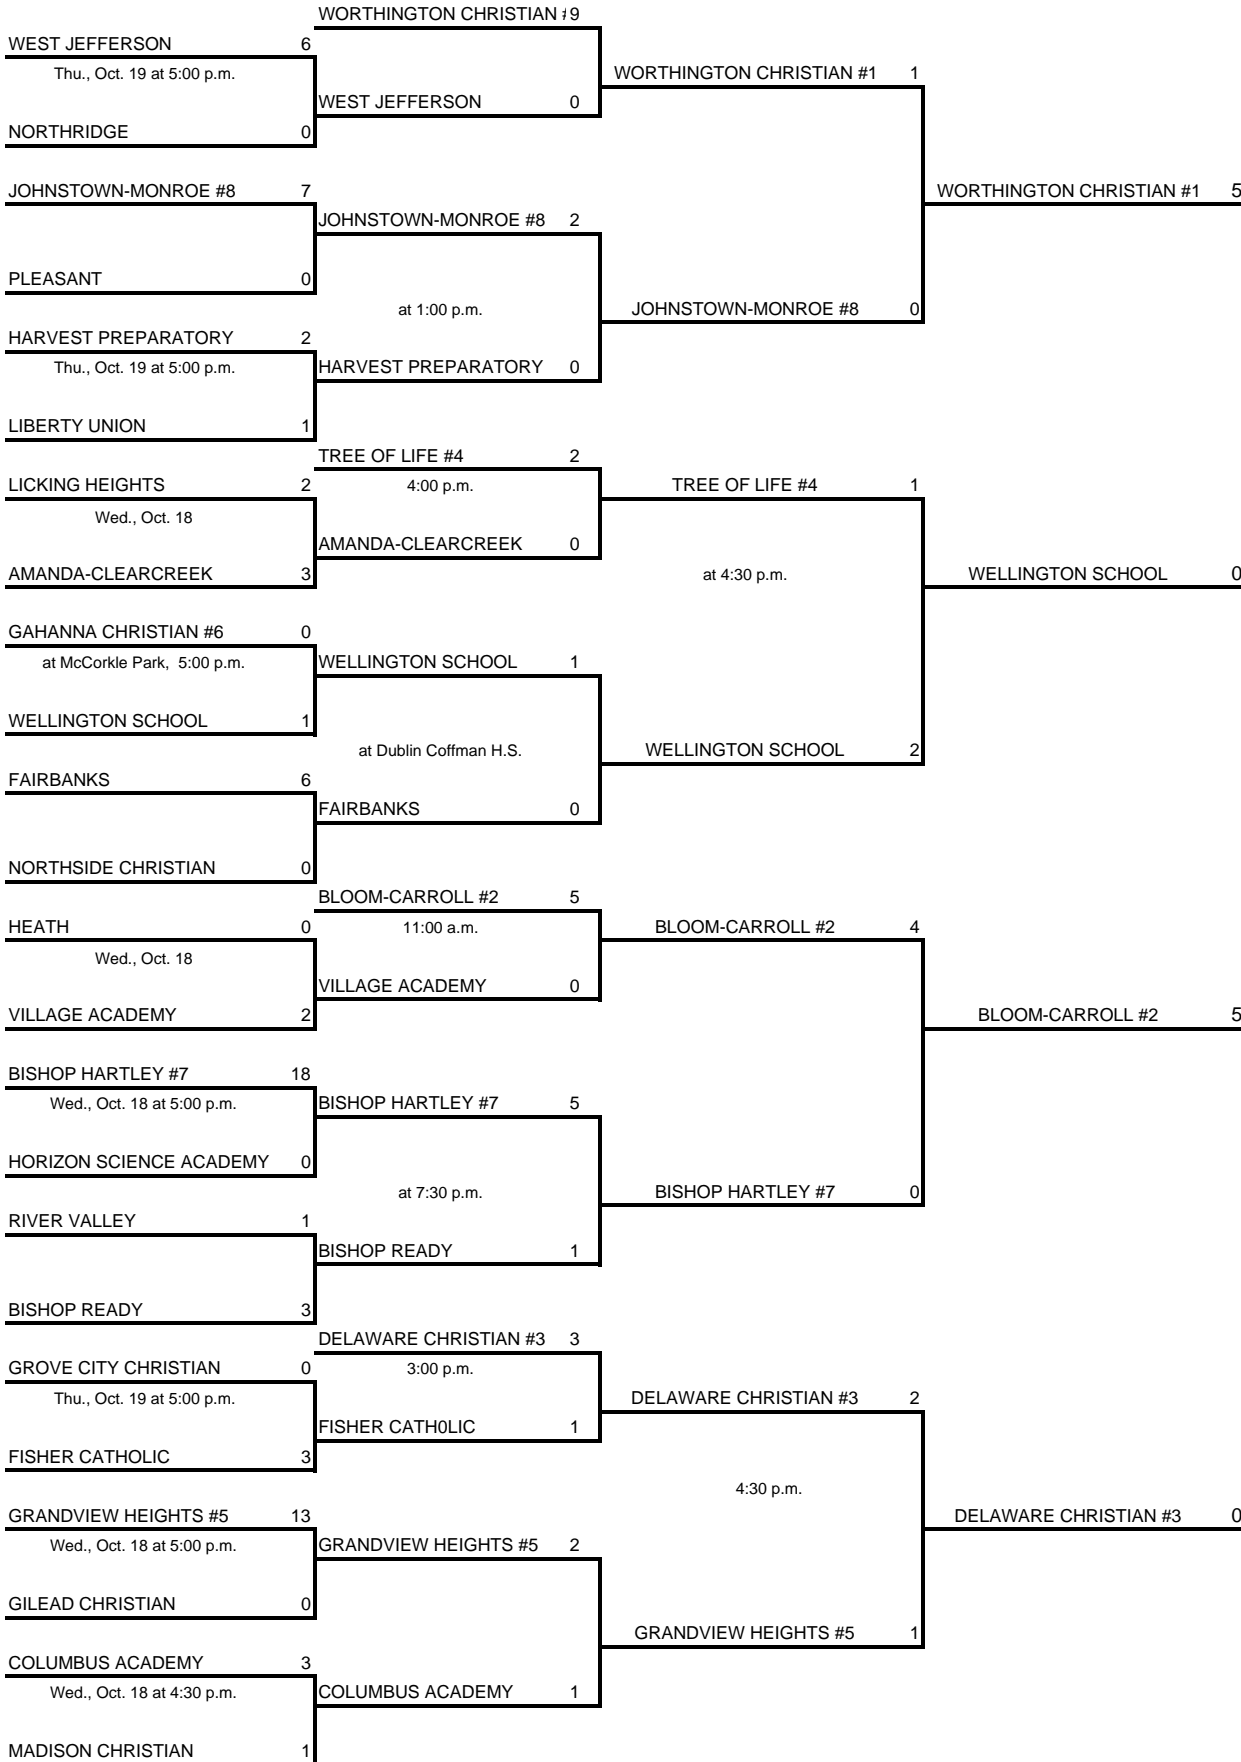 WORTHINGTON CHRISTIAN # 9
WEST JEFFERSON 6
Thu., Oct. 19 at 5:00 p.m.
WORTHINGTON CHRISTIAN #1 1
WEST JEFFERSON 0
NORTHRIDGE 0
JOHNSTOWN-MONROE #8 7
WORTHINGTON CHRISTIAN #1 5
JOHNSTOWN-MONROE #8 2
PLEASANT 0
at 1:00 p.m.
JOHNSTOWN-MONROE #8 0
HARVEST PREPARATORY 2
Thu., Oct. 19 at 5:00 p.m.
HARVEST PREPARATORY 0
LIBERTY UNION 1
TREE OF LIFE #4 2
LICKING HEIGHTS 2
4:00 p.m.
TREE OF LIFE #4 1
Wed., Oct. 18
AMANDA-CLEARCREEK 0
AMANDA-CLEARCREEK 3
at 4:30 p.m.
WELLINGTON SCHOOL 0
GAHANNA CHRISTIAN #6 0
at McCorkle Park, 5:00 p.m.
WELLINGTON SCHOOL 1
WELLINGTON SCHOOL 1
at Dublin Coffman H.S.
WELLINGTON SCHOOL 2
FAIRBANKS 6
FAIRBANKS 0
NORTHSIDE CHRISTIAN 0
BLOOM-CARROLL #2 5
HEATH 0
11:00 a.m.
BLOOM-CARROLL #2 4
Wed., Oct. 18
VILLAGE ACADEMY 0
VILLAGE ACADEMY 2
BLOOM-CARROLL #2 5
BISHOP HARTLEY #7 18
Wed., Oct. 18 at 5:00 p.m.
BISHOP HARTLEY #7 5
HORIZON SCIENCE ACADEMY 0
at 7:30 p.m.
BISHOP HARTLEY #7 0
RIVER VALLEY 1
BISHOP READY 1
BISHOP READY 3
DELAWARE CHRISTIAN #3 3
GROVE CITY CHRISTIAN 0
3:00 p.m.
Thu., Oct. 19 at 5:00 p.m.
DELAWARE CHRISTIAN #3 2
FISHER CATH0LIC 1
FISHER CATHOLIC 3
4:30 p.m.
GRANDVIEW HEIGHTS #5 13
DELAWARE CHRISTIAN #3 0
Wed., Oct. 18 at 5:00 p.m.
GRANDVIEW HEIGHTS #5 2
GILEAD CHRISTIAN 0
GRANDVIEW HEIGHTS #5 1
COLUMBUS ACADEMY 3
Wed., Oct. 18 at 4:30 p.m.
COLUMBUS ACADEMY 1
MADISON CHRISTIAN 1